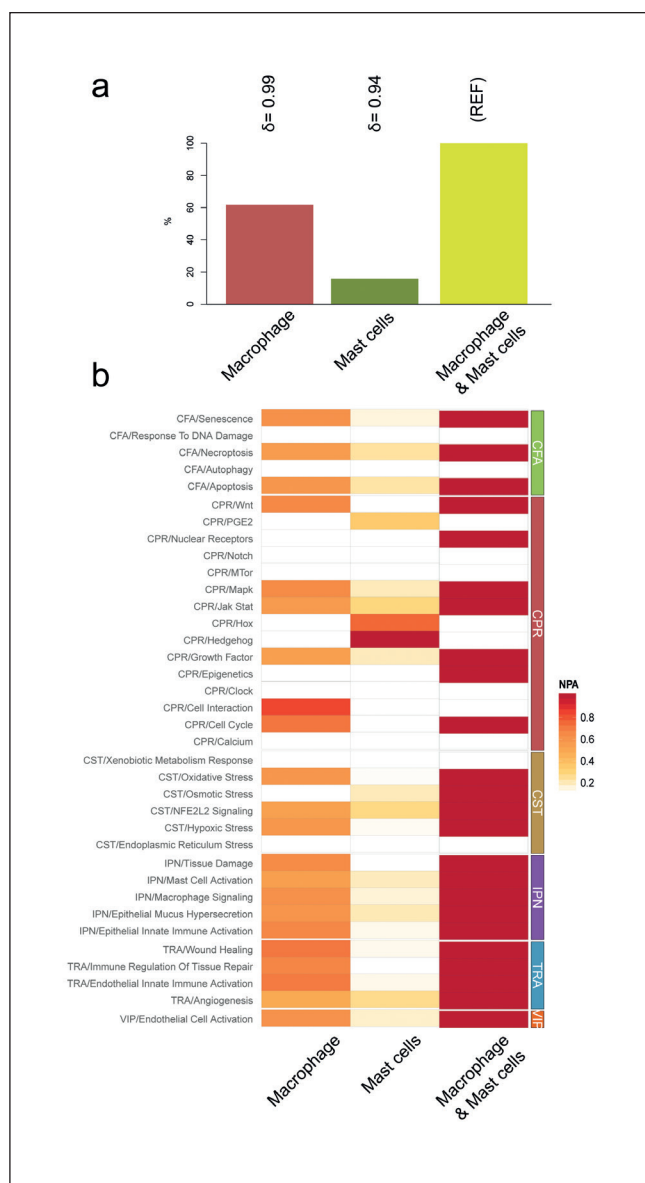 a
δ= 0.99
δ= 0.94
(REF)
%
100
80
60
40
20
0
Macrophage
Mast cells
Macrophage
& Mast cells
b
CFA/Senescence
CFA/Response To DNA Damage
CFA/Necroptosis
CFA/Autophagy
CFA/Apoptosis
CPR/Wnt
CPR/PGE2
CPR/Nuclear Receptors
CPR/Notch
CPR/MTor
CPR/Mapk
CPR/Jak Stat
CPR/Hox
CPR/Hedgehog
CPR/Growth Factor
CPR/Epigenetics
CPR/Clock
CPR/Cell Interaction
CPR/Cell Cycle
CPR/Calcium
CST/Xenobiotic Metabolism Response
CST/Oxidative Stress
CST/Osmotic Stress
CST/NFE2L2 Signaling
CST/Hypoxic Stress
CST/Endoplasmic Reticulum Stress
IPN/Tissue Damage
IPN/Mast Cell Activation
IPN/Macrophage Signaling
IPN/Epithelial Mucus Hypersecretion
IPN/Epithelial Innate Immune Activation
TRA/Wound Healing
TRA/Immune Regulation Of Tissue Repair
TRA/Endothelial Innate Immune Activation
TRA/Angiogenesis
VIP/Endothelial Cell Activation
CFA
CPR
CST
IPN
TRA
VIP
NPA
0.8
0.6
0.4
0.2
Macrophage
Mast cells
Macrophage
& Mast cells